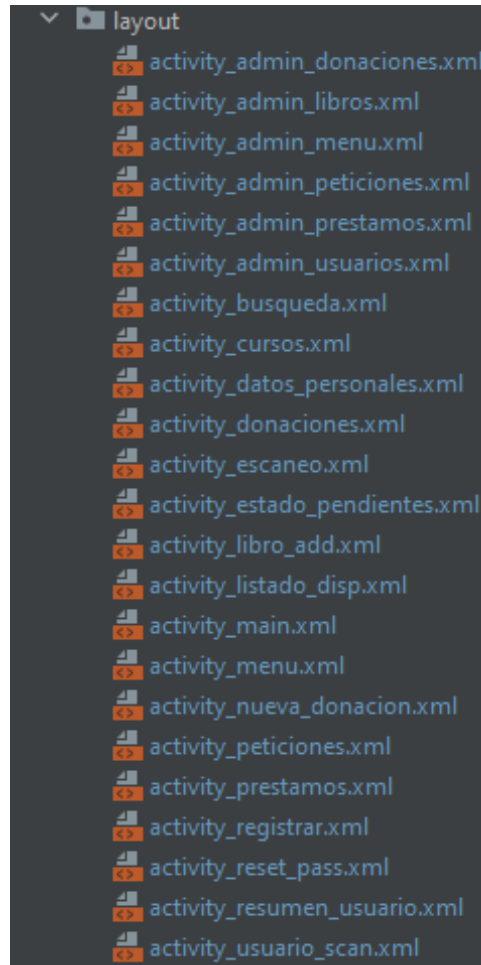 layout
activity_admin_donaciones.xml
activity_admin_libros.xml
activity_admin_menu.xml
activity_admin_peticiones.xml
activity_admin_prestamos.xml
activity_admin_usuarios.xml
activity_busqueda.xml
activity_cursos.xml
activity_datos_personales.xml
activity_donaciones.xml
activity_escaneo.xml
activity_estado_pendientes.xml
activity_libro_add.xml
activity_listado_disp.xml
activity_main.xml
activity_menu.xml
activity_nueva_donacion.xml
activity_peticiones.xml
activity_prestamos.xml
activity_registrar.xml
activity_reset_pass.xml
activity_resumen_usuario.xml
activity_usuario_scan.xml